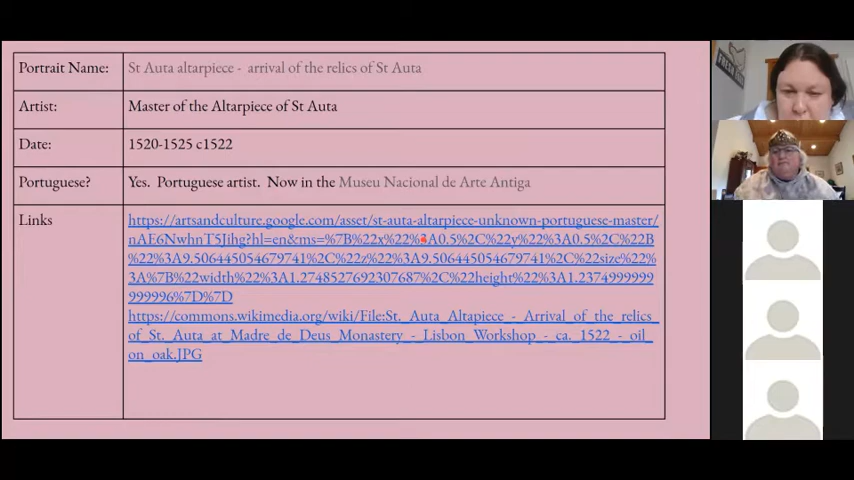 Portrait Name: St Auta altarpiece - arrival of the relics of St Auta
Artist: Master of the Altarpiece of St Auta
Date: 1520-1525 c1522
Portuguese? Yes. Portuguese artist. Now in the Museu Nacional de Arte Antiga
Links https://artsandculture.google.com/asset/st-auta-altarpiece-unknown-portuguese-master/
nAE6NwhnT5Jihg?hl=en&ms=%7B%22x%22%3A0.5%2C%22y%22%3A0.5%2C%22B
%22%3A9.506445054679741%2C%22z%22%3A9.506445054679741%2C%22size%22%
3A%7B%22width%22%3A1.2748527692307687%2C%22height%22%3A1.2374999999
999996%7D%7D
https://commons.wikimedia.org/wiki/File:St._Auta_Altapiece_-_Arrival_of_the_relics_
of_St._Auta_at_Madre_de_Deus_Monastery_-_Lisbon_Workshop_-_ca._1522_-_oil_
on_oak.JPG